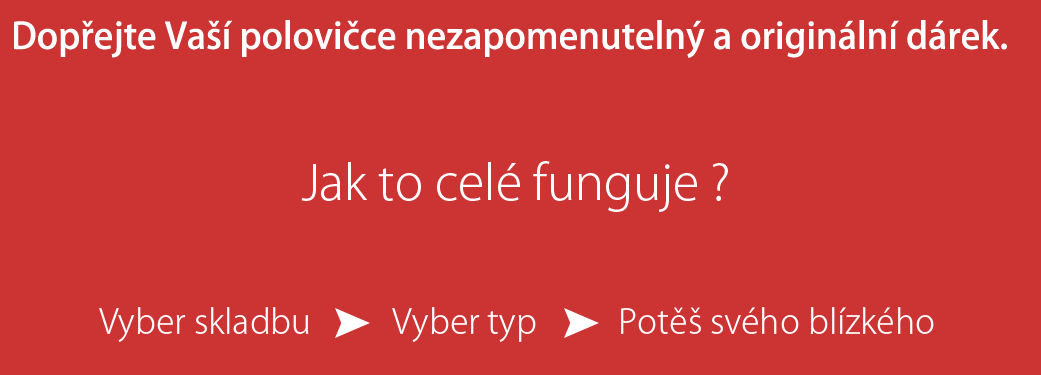 Dopřejte Vaší polovičce nezapomenutelný a originální dárek.
Jak to celé funguje ?
Vyber skladbu ➤ Vyber typ ➤ Potěš svého blízkého